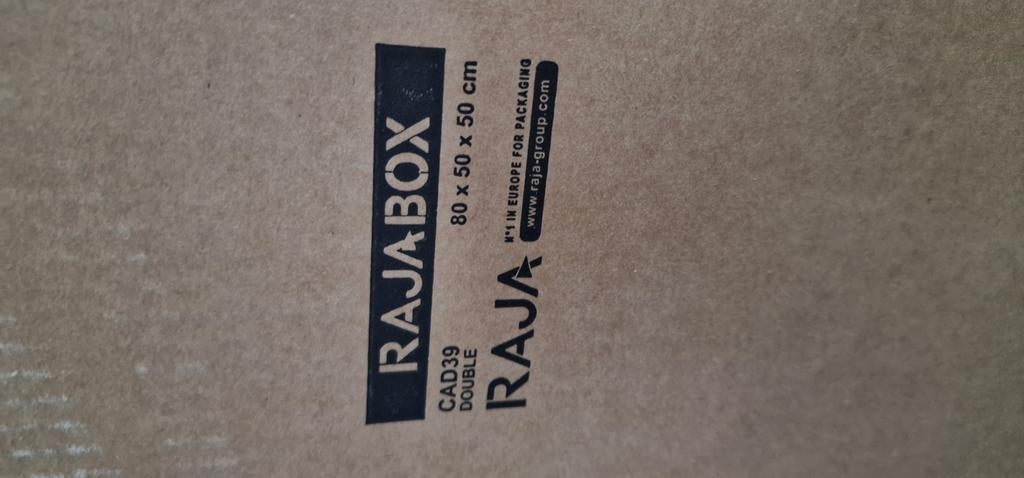 RAJABOX
CAD39
DOUBLE
80 x 50 x 50 cm
RAJA
N°1 IN EUROPE FOR PACKAGING
www.raja-group.com